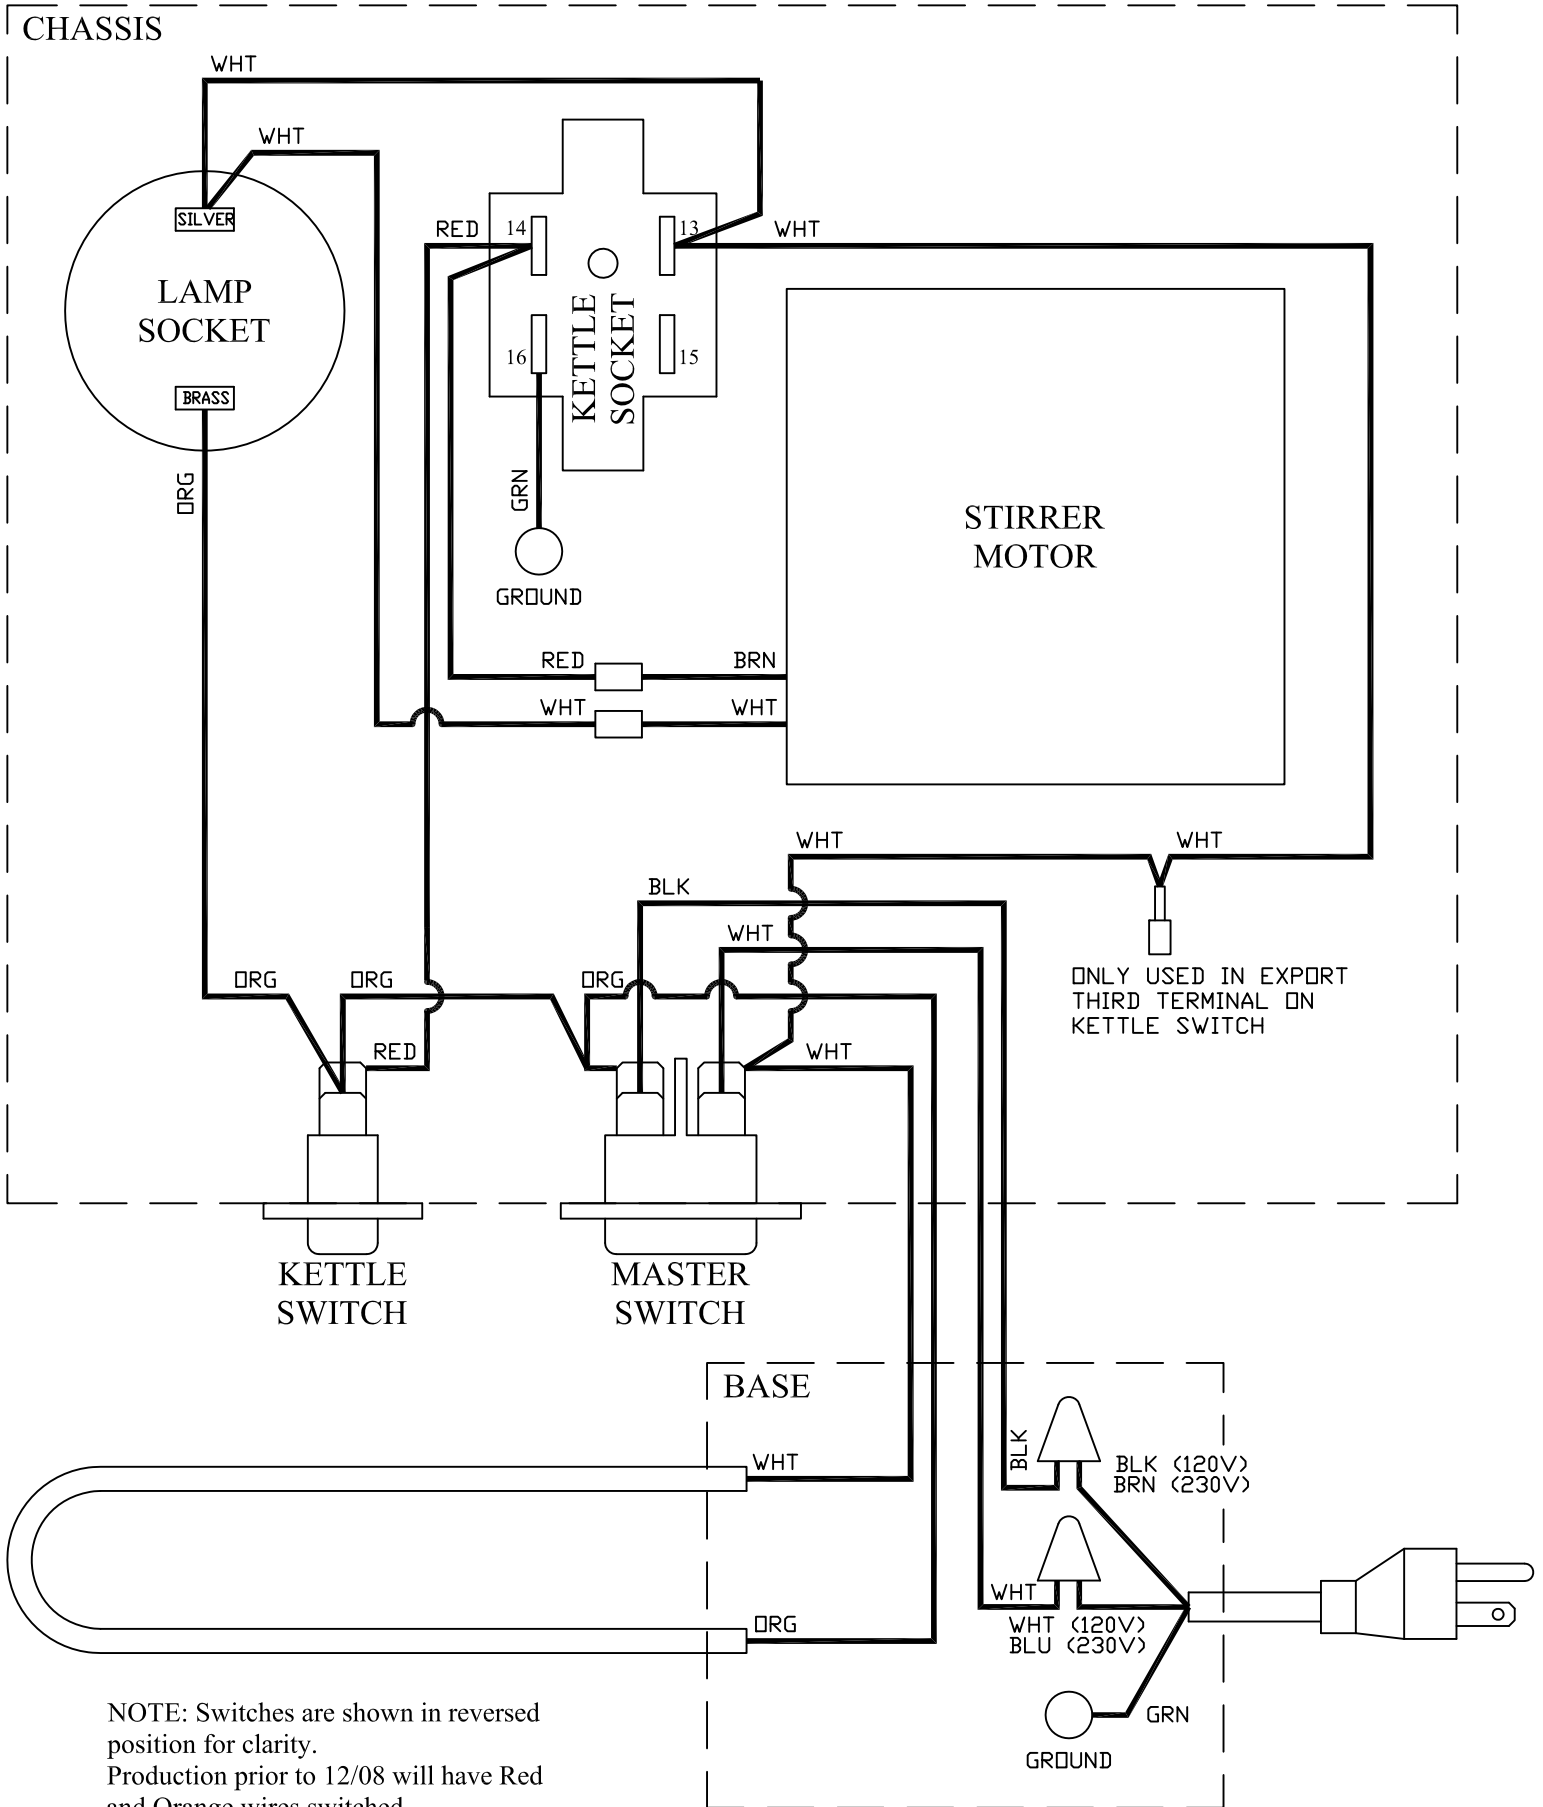 CHASSIS
WHT
WHT
SILVER
LAMP
SOCKET
BRASS
ORG
RED
14
13
WHT
16
15
KETTLE
SOCKET
GRN
GROUND
STIRRER
MOTOR
RED
BRN
WHT
WHT
WHT
WHT
BLK
WHT
ORG
ORG
ORG
ONLY USED IN EXPORT
THIRD TERMINAL ON
KETTLE SWITCH
RED
WHT
KETTLE
SWITCH
MASTER
SWITCH
BASE
WHT
BLK
BLK (120V)
BRN (230V)
WHT
WHT (120V)
BLU (230V)
ORG
GRN
GROUND
NOTE: Switches are shown in reversed
position for clarity.
Production prior to 12/08 will have Red
and Orange wires switched